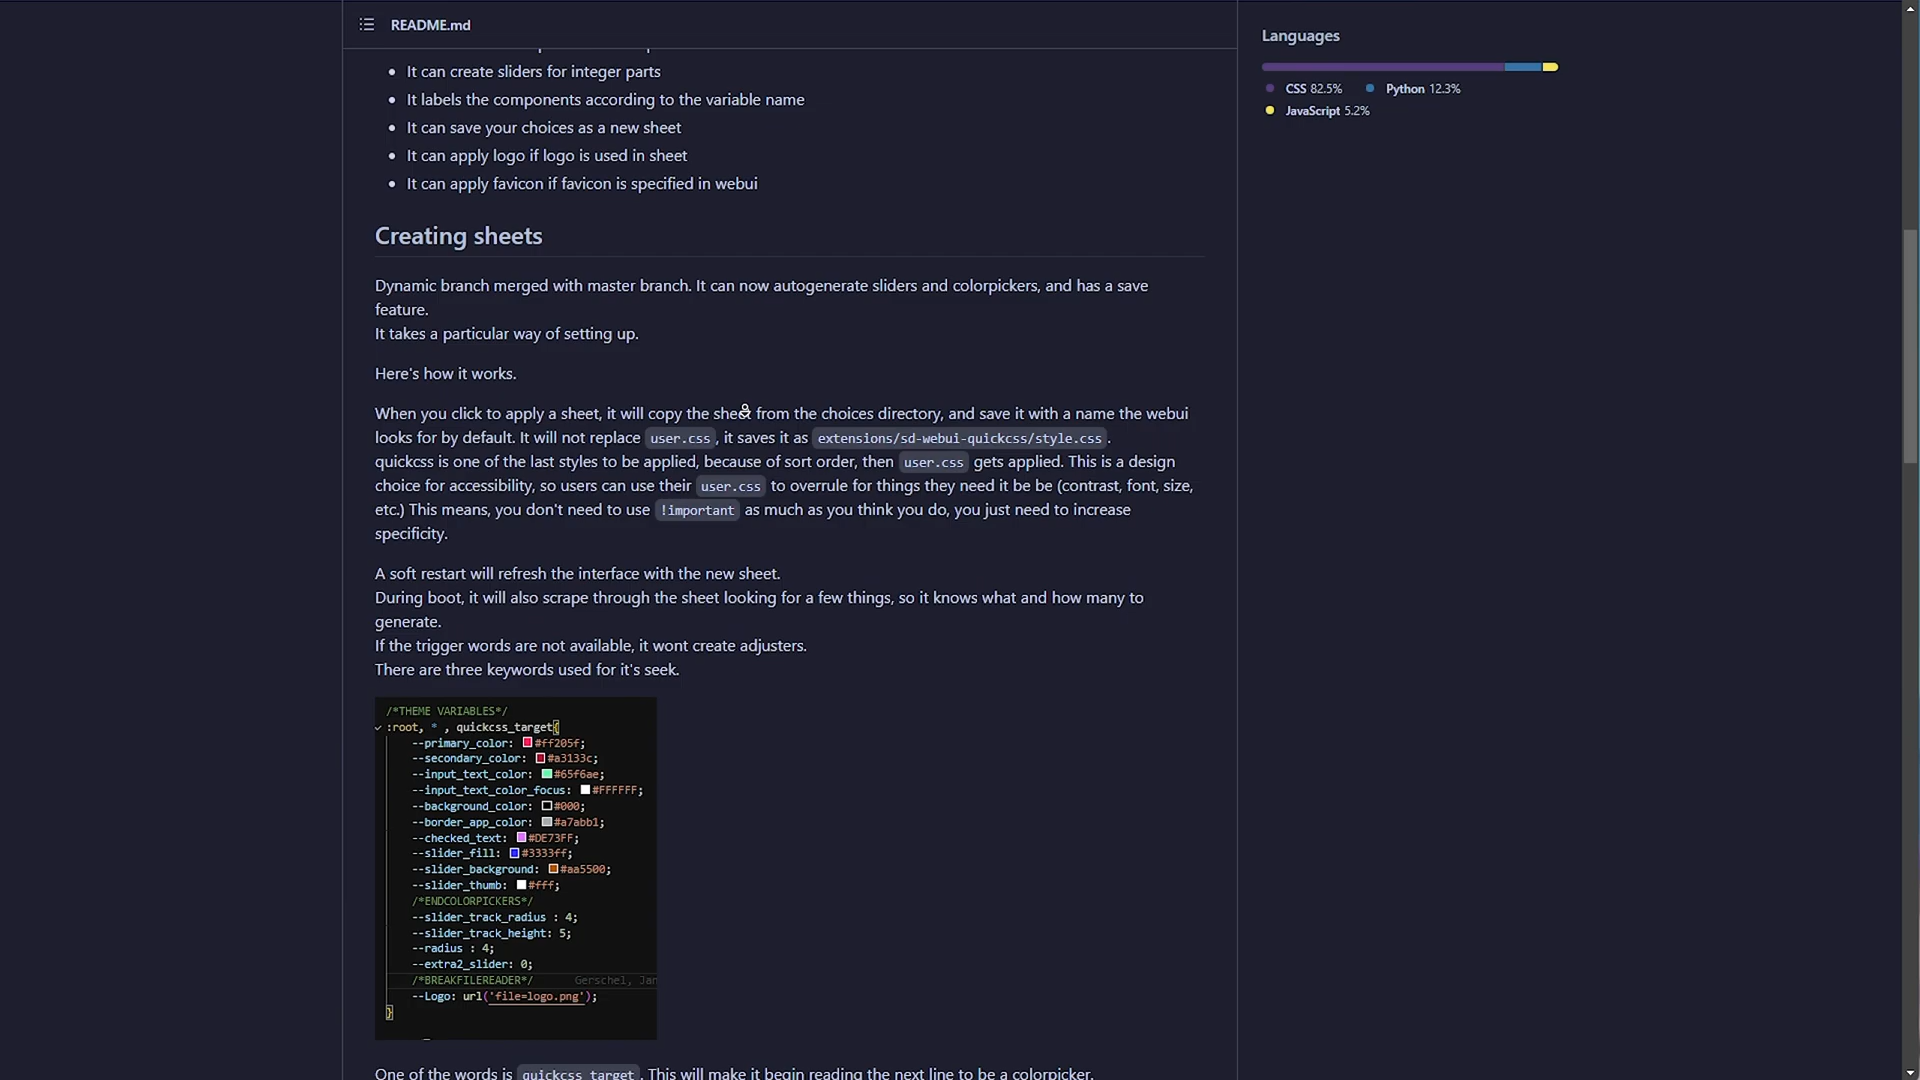 README.md
It can create sliders for integer parts
It labels the components according to the variable name
It can save your choices as a new sheet
It can apply logo if logo is used in sheet
It can apply favicon if favicon is specified in webui
Creating sheets
Dynamic branch merged with master branch. It can now autogenerate sliders and colorpickers, and has a save
feature.
It takes a particular way of setting up.
Here's how it works.
When you click to apply a sheet, it will copy the sheet from the choices directory, and save it with a name the webui
looks for by default. It will not replace user.css, it saves it as extensions/sd-webui-quickcss/style.css.
quickcss is one of the last styles to be applied, because of sort order, then user.css gets applied. This is a design
choice for accessibility, so users can use their user.css to overrule for things they need it be be (contrast, font, size,
etc.) This means, you don't need to use !important as much as you think you do, you just need to increase
specificity.
A soft restart will refresh the interface with the new sheet.
During boot, it will also scrape through the sheet looking for a few things, so it knows what and how many to
generate.
If the trigger words are not available, it wont create adjusters.
There are three keywords used for it's seek.
/*THEME VARIABLES*/
:root, * , quickcss_target{
--primary_color: #ff205f;
--secondary_color: #a3133c;
--input_text_color: #65f6ae;
--input_text_color_focus: #FFFFFF;
--background_color: #000;
--border_app_color: #a7abb1;
--checked_text: #DE73FF;
--slider_fill: #3333ff;
--slider_background: #aa5500;
--slider_thumb: #fff;
/*ENDCOLORPICKERS*/
--slider_track_radius : 4;
--slider_track_height: 5;
--radius : 4;
--extra2_slider: 0;
/*BREAKFILEREADER*/ Gerschel, Jan
--Logo: url('file=logo.png');
}
One of the words is quickcss_target. This will make it begin reading the next line to be a colorpicker.
Languages
CSS 82.5% Python 12.3%
JavaScript 5.2%